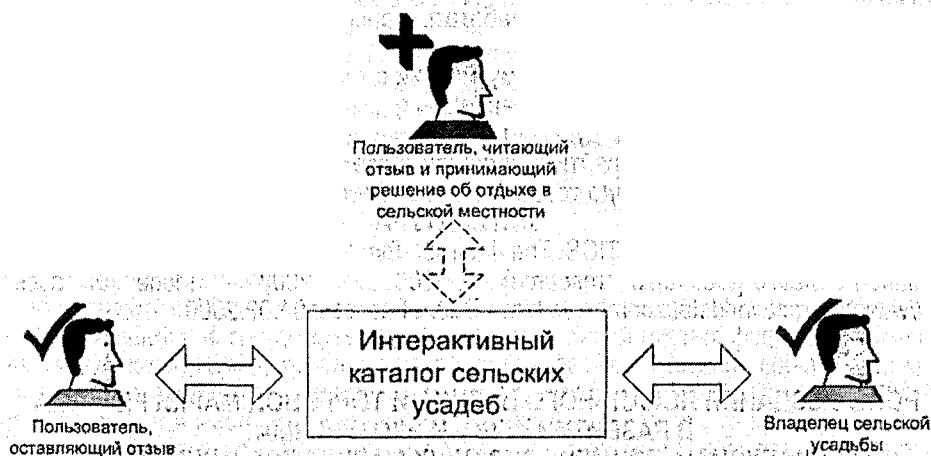 Пользователь, читающий
отзыв и принимающий
решение об отдыхе в
сельской местности
Интерактивный
каталог сельских
усадеб
Пользователь,
оставляющий отзыв
Владелец сельской
усадьбы